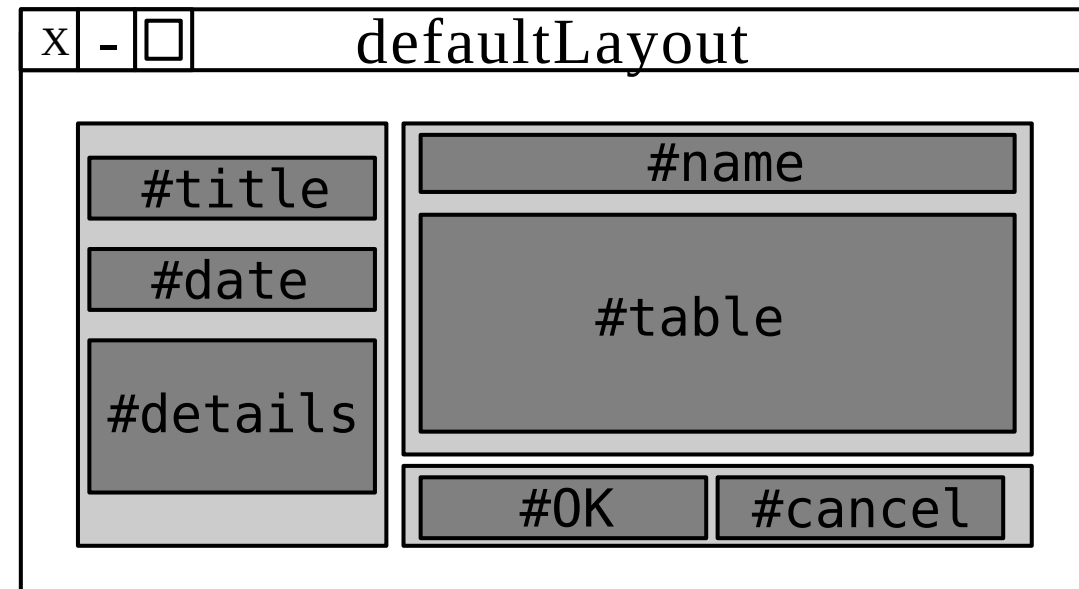 X - defaultLayout
#title
#date
#details
#name
#table
#OK #cancel